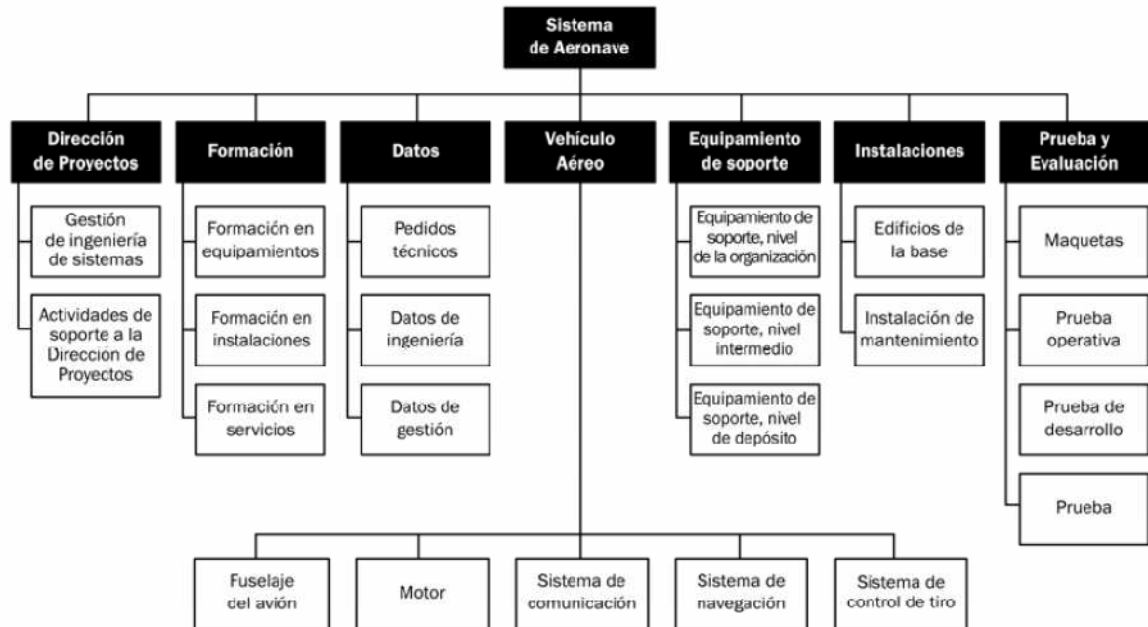 Sistema
de Aeronave
Dirección
de Proyectos
Formación
Datos
Vehículo
Aéreo
Equipamiento
de soporte
Instalaciones
Prueba y
Evaluación
Gestión
de ingeniería
de sistemas
Actividades de
soporte a la
Dirección de
Proyectos
Formación en
equipamientos
Formación en
instalaciones
Formación en
servicios
Pedidos
técnicos
Datos de
ingeniería
Datos de
gestión
Equipamiento de
soporte, nivel
de la organización
Equipamiento de
soporte, nivel
intermedio
Equipamiento de
soporte, nivel
de depósito
Edificios de
la base
Instalación de
mantenimiento
Maquetas
Prueba
operativa
Prueba de
desarrollo
Prueba
Fuselaje
del avión
Motor
Sistema de
comunicación
Sistema de
navegación
Sistema de
control de tiro